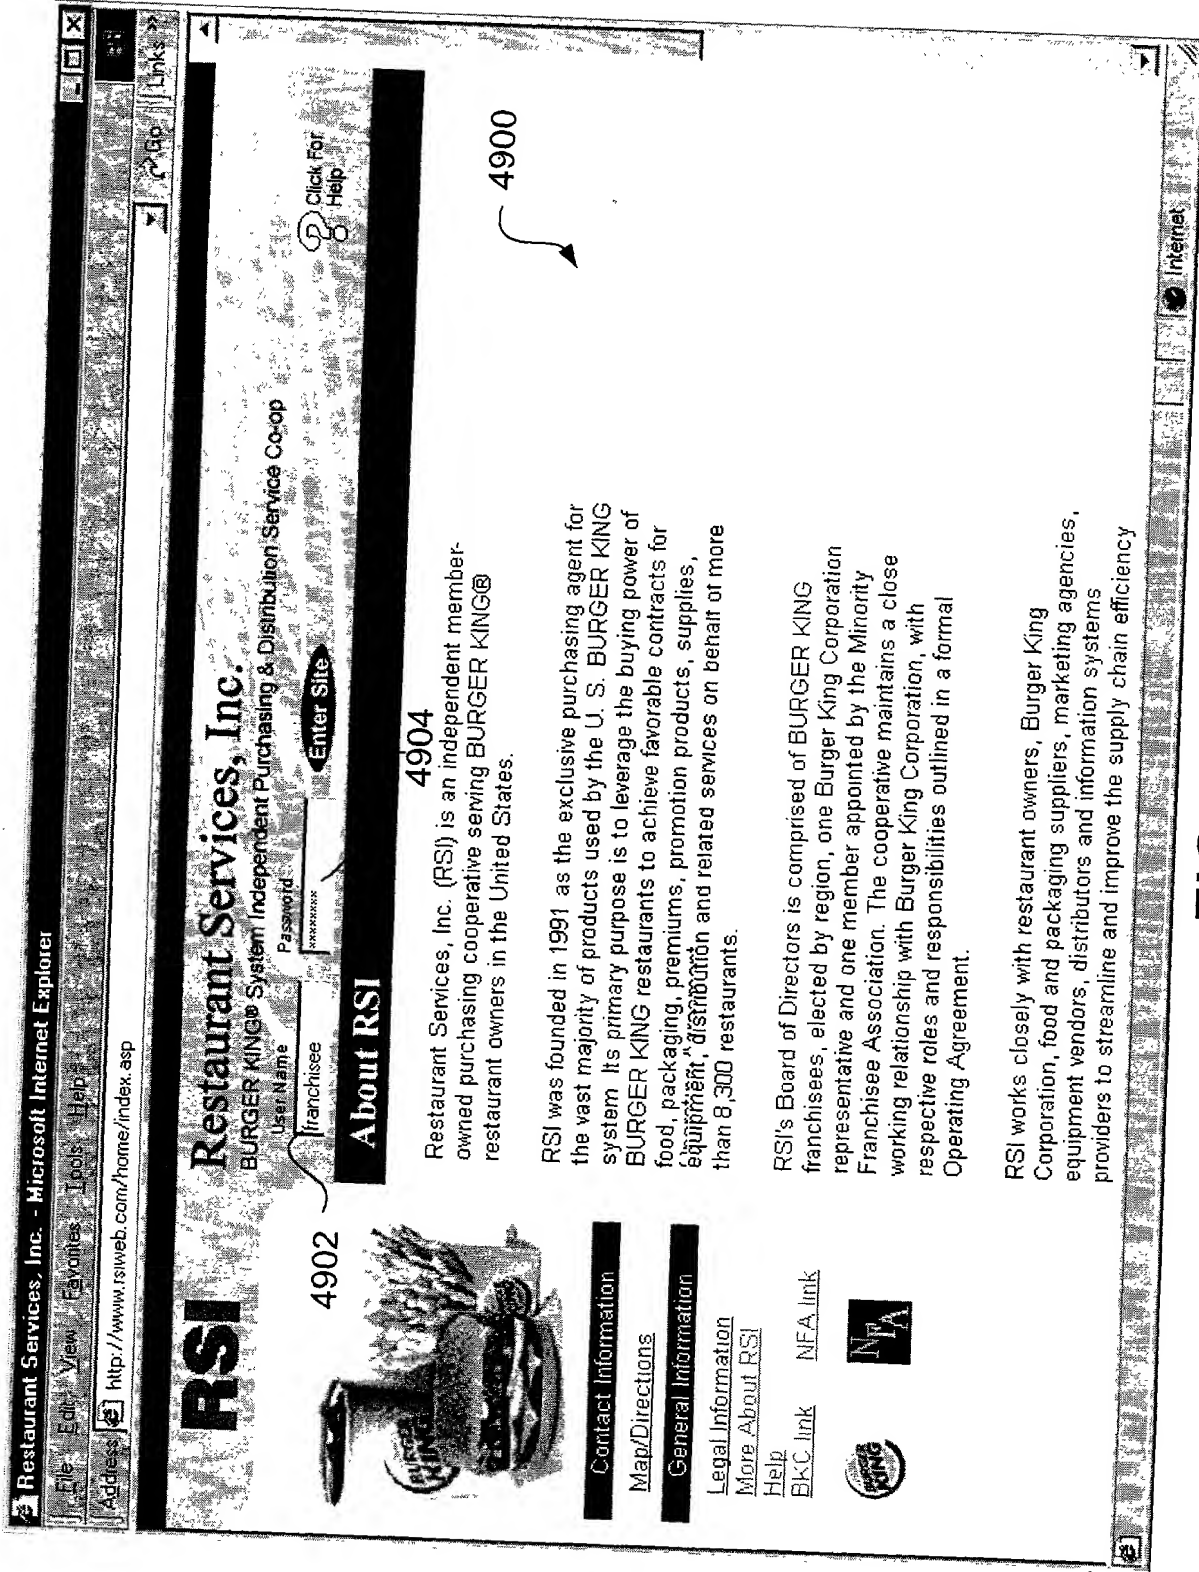 Restaurant Services, Inc. - Microsoft Internet Explorer
File Edit View Favorites Tools Help
Address http://www.rsiweb.com/home/index.asp
Go Links »
RSI
Restaurant Services, Inc.
BURGER KING® System Independent Purchasing & Distribution Service Co-op
User Name Password
franchisee xxxxxxxxx Enter Site
Click For
Help
4902
4904
4900
About RSI
BURGER
KING
Contact Information
Map/Directions
General Information
Legal Information
More About RSI
Help
BKC link NFA link
BURGER
KING
NFA
Restaurant Services, Inc. (RSI) is an independent member-
owned purchasing cooperative serving BURGER KING®
restaurant owners in the United States.
RSI was founded in 1991 as the exclusive purchasing agent for
the vast majority of products used by the U. S. BURGER KING
system Its primary purpose is to leverage the buying power of
BURGER KING restaurants to achieve favorable contracts for
food, packaging, premiums, promotion products, supplies,
equipment, distribution and related services on behalf of more
than 8,300 restaurants.
RSI's Board of Directors is comprised of BURGER KING
franchisees, elected by region, one Burger King Corporation
representative and one member appointed by the Minority
Franchisee Association. The cooperative maintains a close
working relationship with Burger King Corporation, with
respective roles and responsibilities outlined in a formal
Operating Agreement.
RSI works closely with restaurant owners, Burger King
Corporation, food and packaging suppliers, marketing agencies,
equipment vendors, distributors and information systems
providers to streamline and improve the supply chain efficiency
Internet